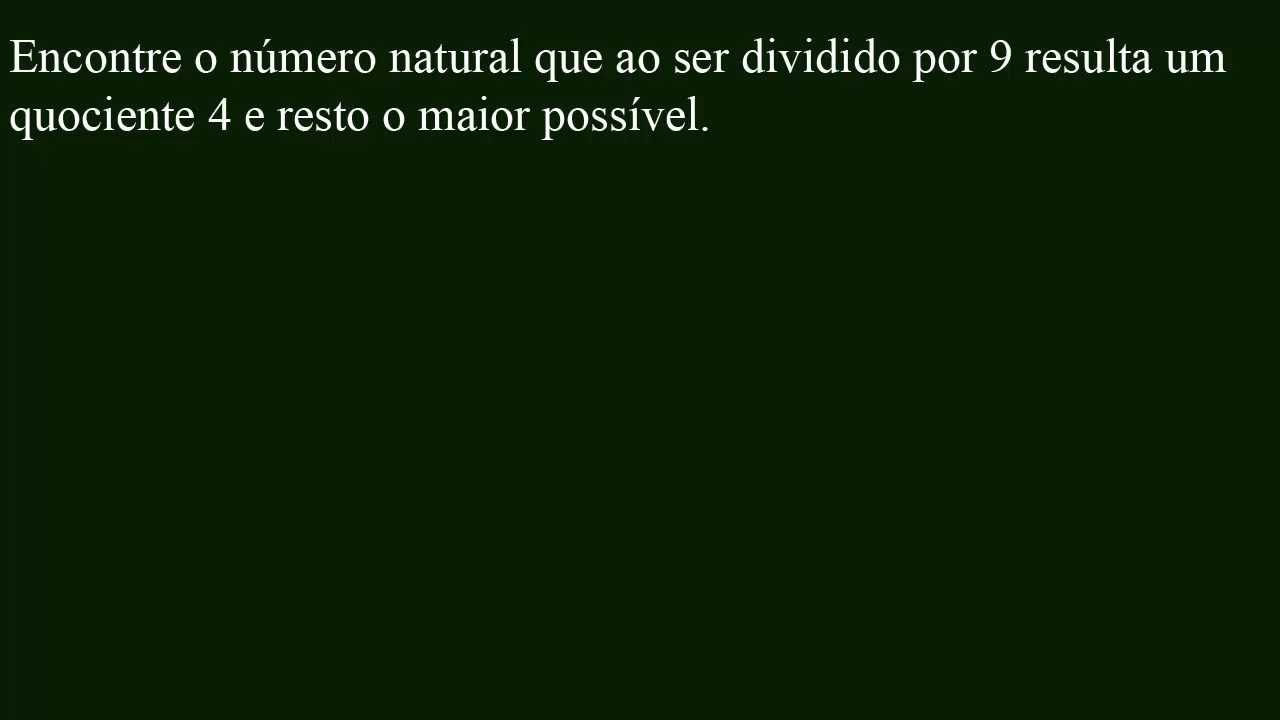 Encontre o número natural que ao ser dividido por 9 resulta um
quociente 4 e resto o maior possível.